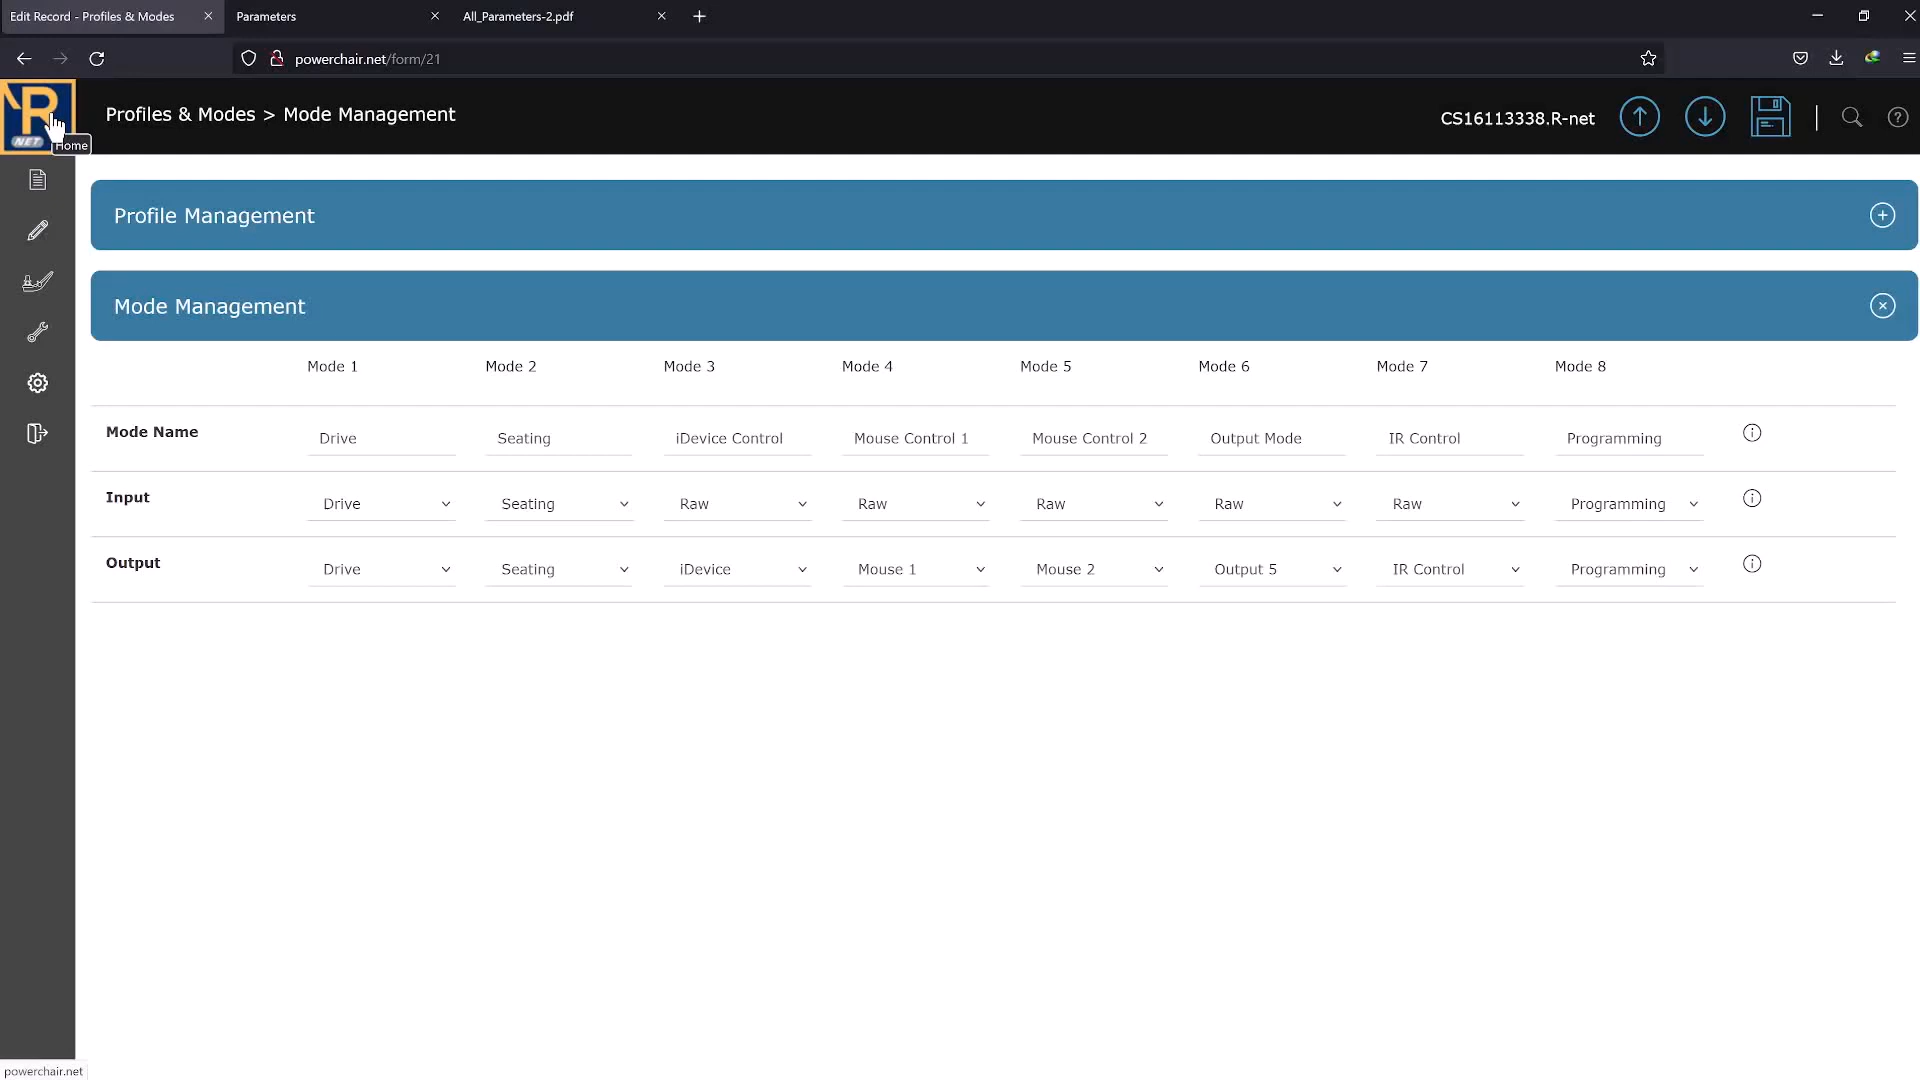 Edit Record - Profiles & Modes
Parameters
All_Parameters-2.pdf
powerchair.net/form/21
R
NET
Home
Profiles & Modes > Mode Management
CS16113338.R-net
Profile Management
Mode Management
Mode 1 Mode 2 Mode 3 Mode 4 Mode 5 Mode 6 Mode 7 Mode 8
Mode Name Drive Seating iDevice Control Mouse Control 1 Mouse Control 2 Output Mode IR Control Programming
Input Drive Seating Raw Raw Raw Raw Raw Programming
Output Drive Seating iDevice Mouse 1 Mouse 2 Output 5 IR Control Programming
powerchair.net